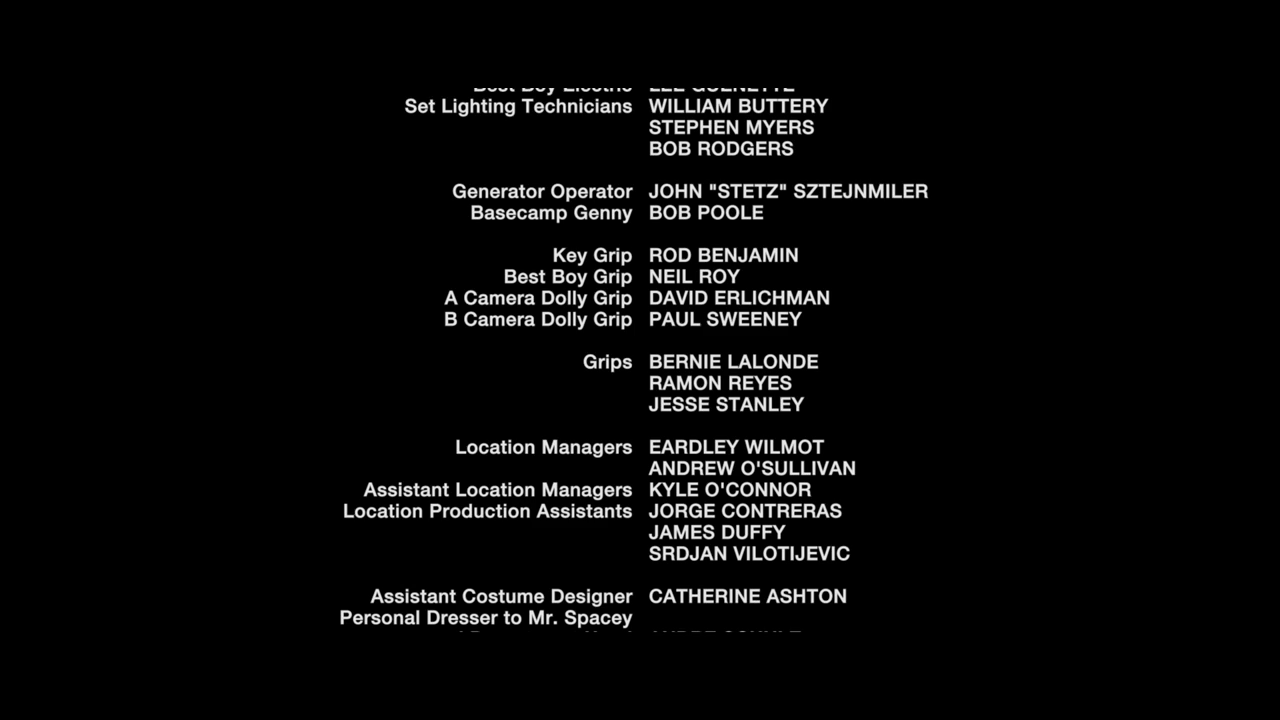 Set Lighting Technicians WILLIAM BUTTERY
STEPHEN MYERS
BOB RODGERS
Generator Operator JOHN "STETZ" SZTEJNMILER
Basecamp Genny BOB POOLE
Key Grip ROD BENJAMIN
Best Boy Grip NEIL ROY
A Camera Dolly Grip DAVID ERLICHMAN
B Camera Dolly Grip PAUL SWEENEY
Grips BERNIE LALONDE
RAMON REYES
JESSE STANLEY
Location Managers EARDLEY WILMOT
ANDREW O'SULLIVAN
Assistant Location Managers KYLE O'CONNOR
Location Production Assistants JORGE CONTRERAS
JAMES DUFFY
SRDJAN VILOTIJEVIC
Assistant Costume Designer CATHERINE ASHTON
Personal Dresser to Mr. Spacey